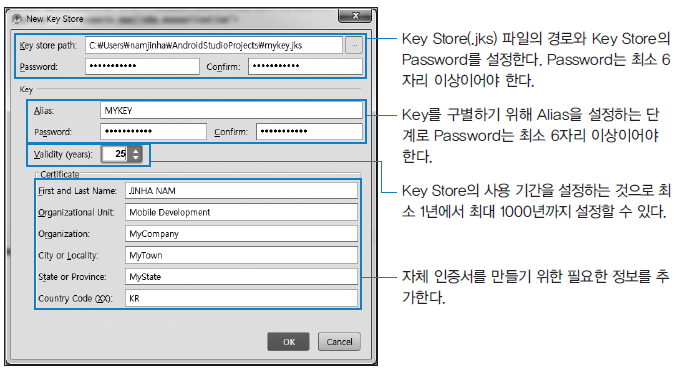 New Key Store
Key store path: C:₩Users₩namjinha₩AndroidStudioProjects₩mykey.jks ...
Password: ●●●●●●●●●●● Confirm: ●●●●●●●●●●●
Key
Alias: MYKEY
Password: ●●●●●●●●●●● Confirm: ●●●●●●●●●●●
Validity (years): 25
Certificate
First and Last Name: JINHA NAM
Organizational Unit: Mobile Development
Organization: MyCompany
City or Locality: MyTown
State or Province: MyState
Country Code (XX): KR
OK Cancel
Key Store(.jks) 파일의 경로와 Key Store의
Password를 설정한다. Password는 최소 6
자리 이상이어야 한다.
Key를 구별하기 위해 Alias을 설정하는 단
계로 Password는 최소 6자리 이상이어야
한다.
Key Store의 사용 기간을 설정하는 것으로 최
소 1년에서 최대 1000년까지 설정할 수 있다.
자체 인증서를 만들기 위한 필요한 정보를 추
가한다.